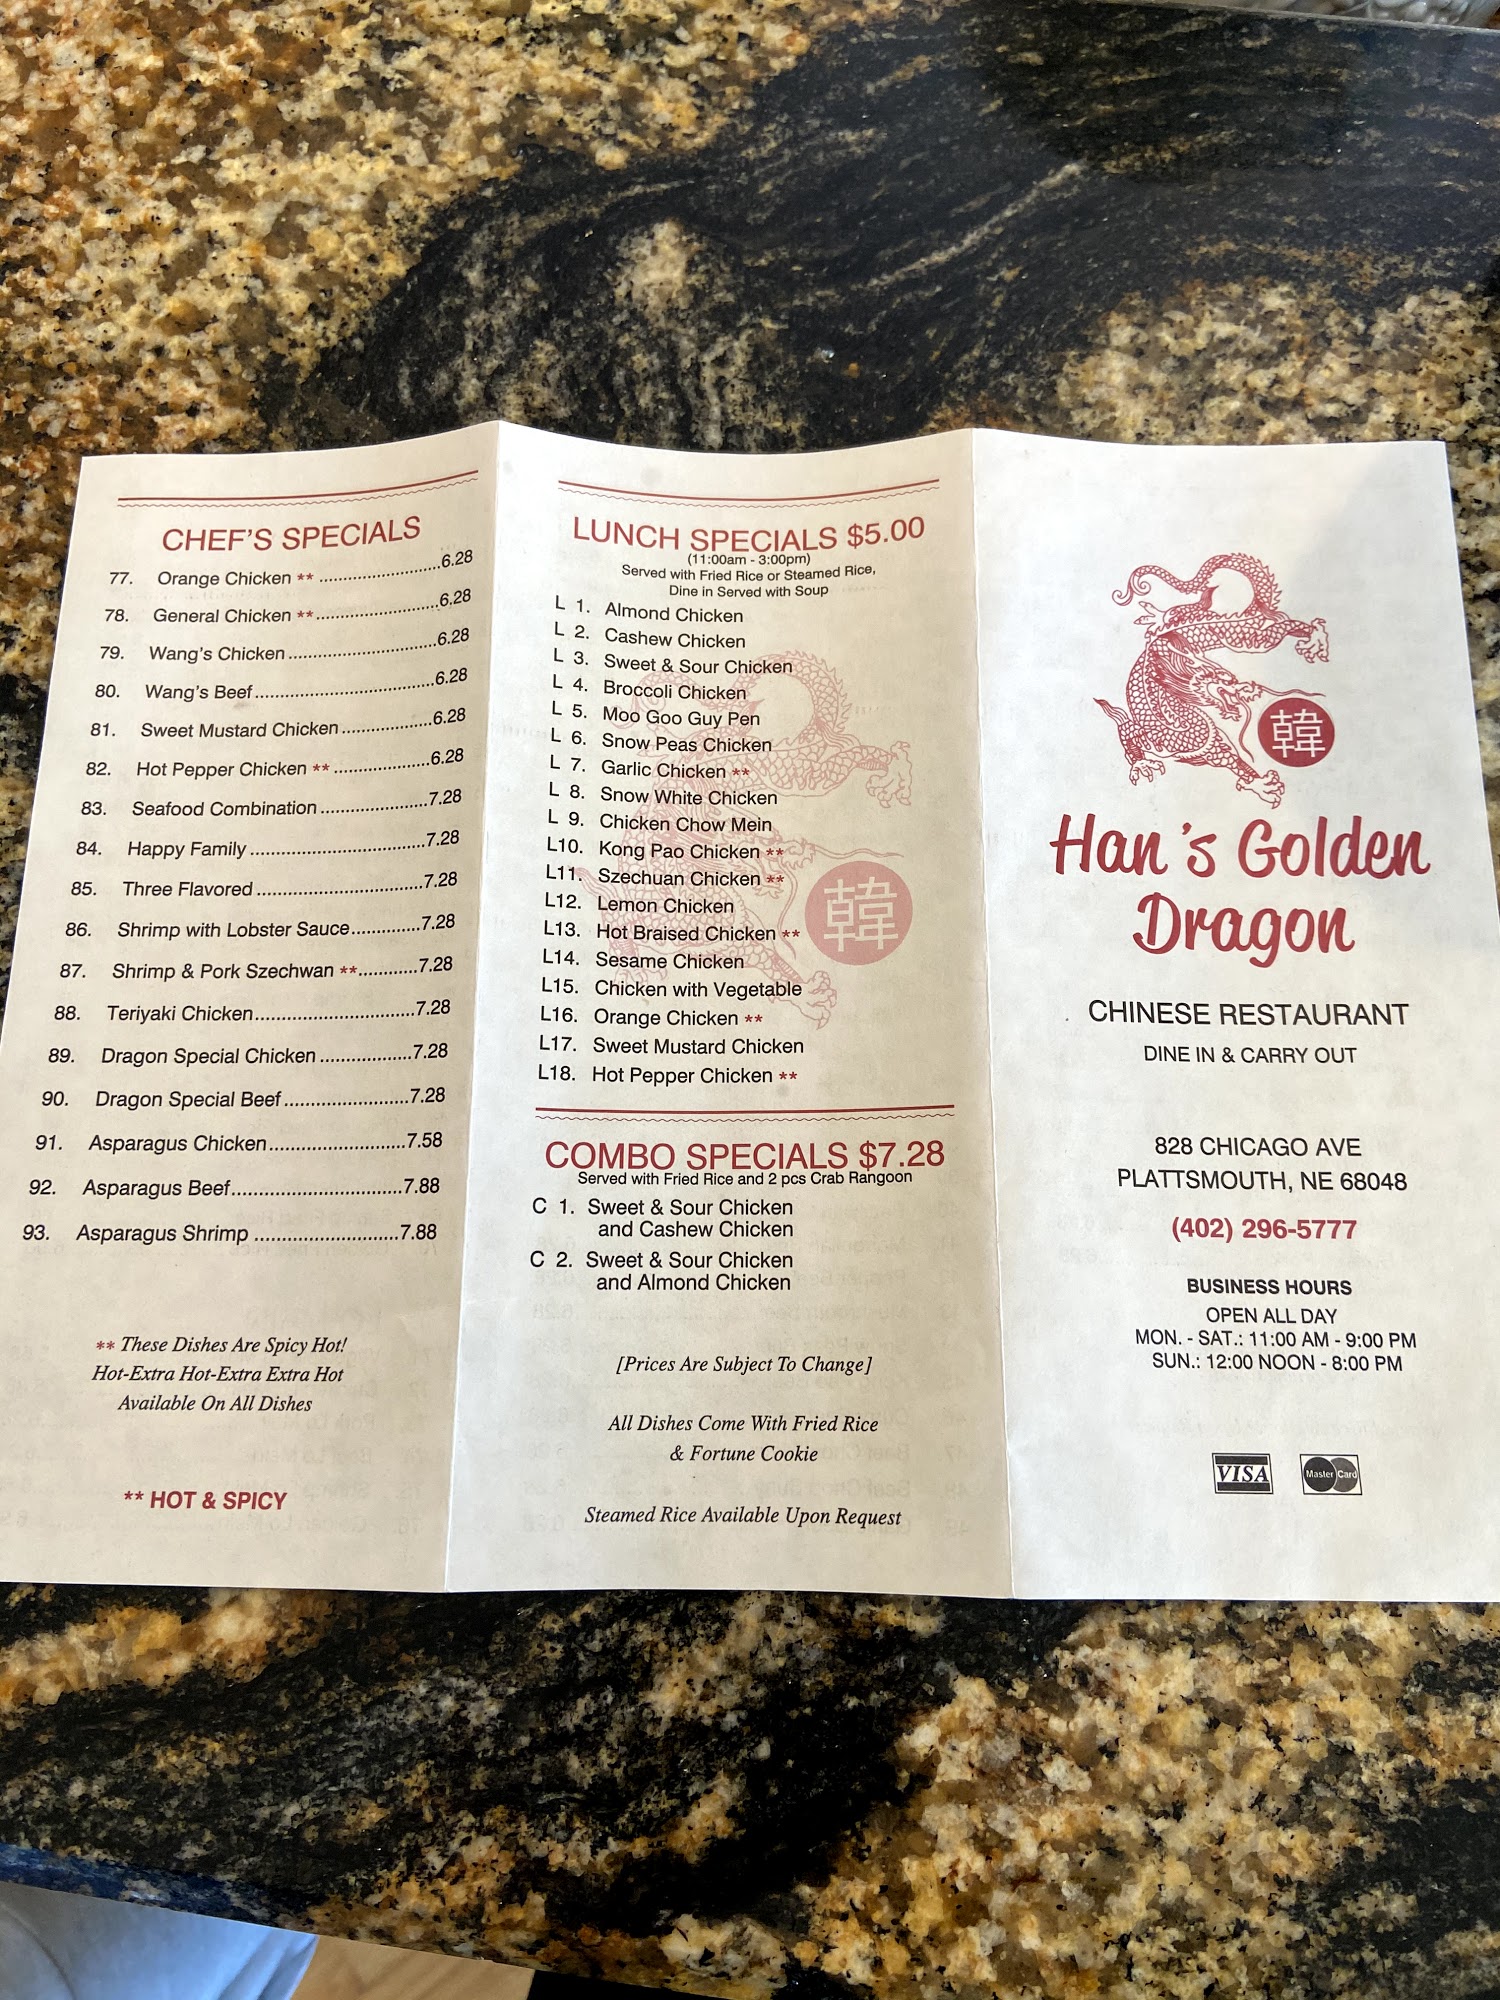 CHEF'S SPECIALS
77. Orange Chicken ** ........................6.28
78. General Chicken **........................6.28
79. Wang's Chicken............................6.28
80. Wang's Beef.................................6.28
81. Sweet Mustard Chicken................6.28
82. Hot Pepper Chicken ** .................6.28
83. Seafood Combination ...................7.28
84. Happy Family ...............................7.28
85. Three Flavored .............................7.28
86. Shrimp with Lobster Sauce.............7.28
87. Shrimp & Pork Szechwan **...........7.28
88. Teriyaki Chicken............................7.28
89. Dragon Special Chicken ................7.28
90. Dragon Special Beef......................7.28
91. Asparagus Chicken........................7.58
92. Asparagus Beef.............................7.88
93. Asparagus Shrimp .........................7.88
** These Dishes Are Spicy Hot!
Hot-Extra Hot-Extra Extra Hot
Available On All Dishes
** HOT & SPICY
LUNCH SPECIALS $5.00
(11:00am - 3:00pm)
Served with Fried Rice or Steamed Rice,
Dine in Served with Soup
L 1. Almond Chicken
L 2. Cashew Chicken
L 3. Sweet & Sour Chicken
L 4. Broccoli Chicken
L 5. Moo Goo Guy Pen
L 6. Snow Peas Chicken
L 7. Garlic Chicken **
L 8. Snow White Chicken
L 9. Chicken Chow Mein
L10. Kong Pao Chicken **
L11. Szechuan Chicken **
L12. Lemon Chicken
L13. Hot Braised Chicken **
L14. Sesame Chicken
L15. Chicken with Vegetable
L16. Orange Chicken **
L17. Sweet Mustard Chicken
L18. Hot Pepper Chicken **
韓
COMBO SPECIALS $7.28
Served with Fried Rice and 2 pcs Crab Rangoon
C 1. Sweet & Sour Chicken
and Cashew Chicken
C 2. Sweet & Sour Chicken
and Almond Chicken
[Prices Are Subject To Change]
All Dishes Come With Fried Rice
& Fortune Cookie
Steamed Rice Available Upon Request
韓
Han's Golden
Dragon
CHINESE RESTAURANT
DINE IN & CARRY OUT
828 CHICAGO AVE
PLATTSMOUTH, NE 68048
(402) 296-5777
BUSINESS HOURS
OPEN ALL DAY
MON. - SAT.: 11:00 AM - 9:00 PM
SUN.: 12:00 NOON - 8:00 PM
VISA MasterCard